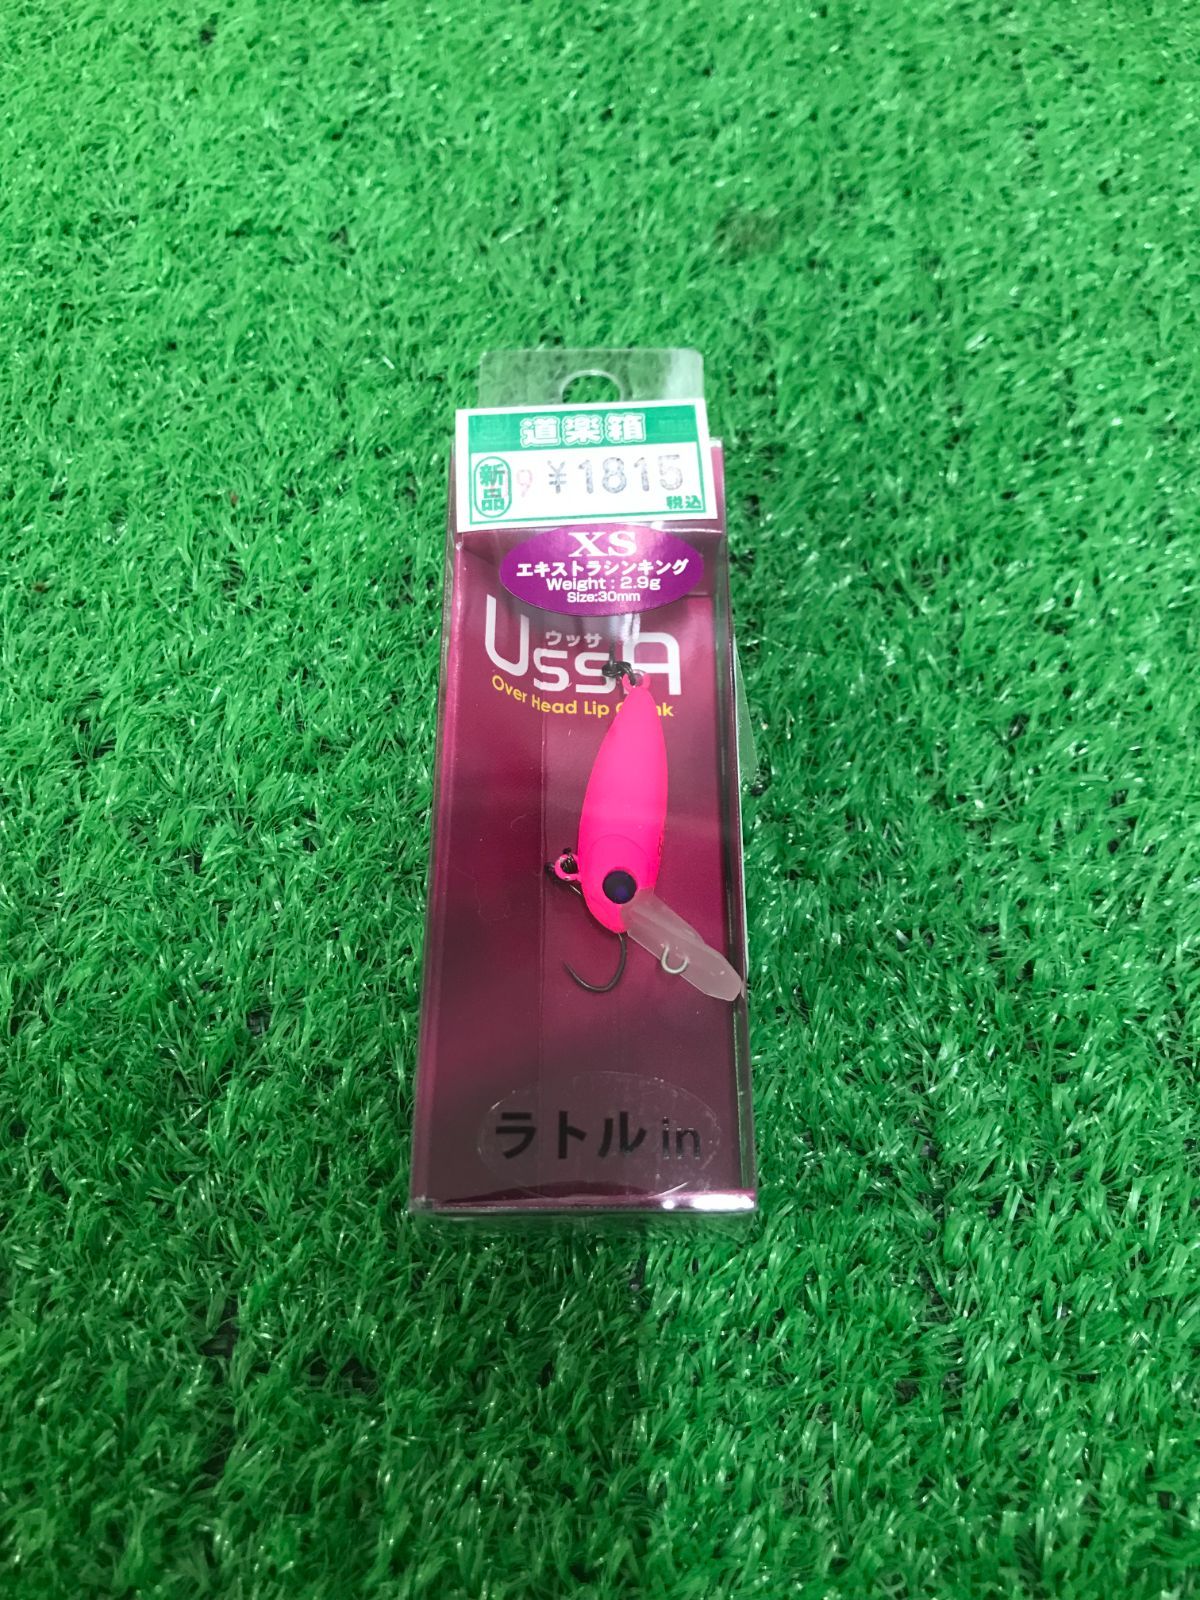 道楽箱
新品 9 ¥1815
税込
XS
エキストラシンキング
Weight : 2.9g
Size:30mm
ウッサ
USSA
Over Head Lip
ラトル in